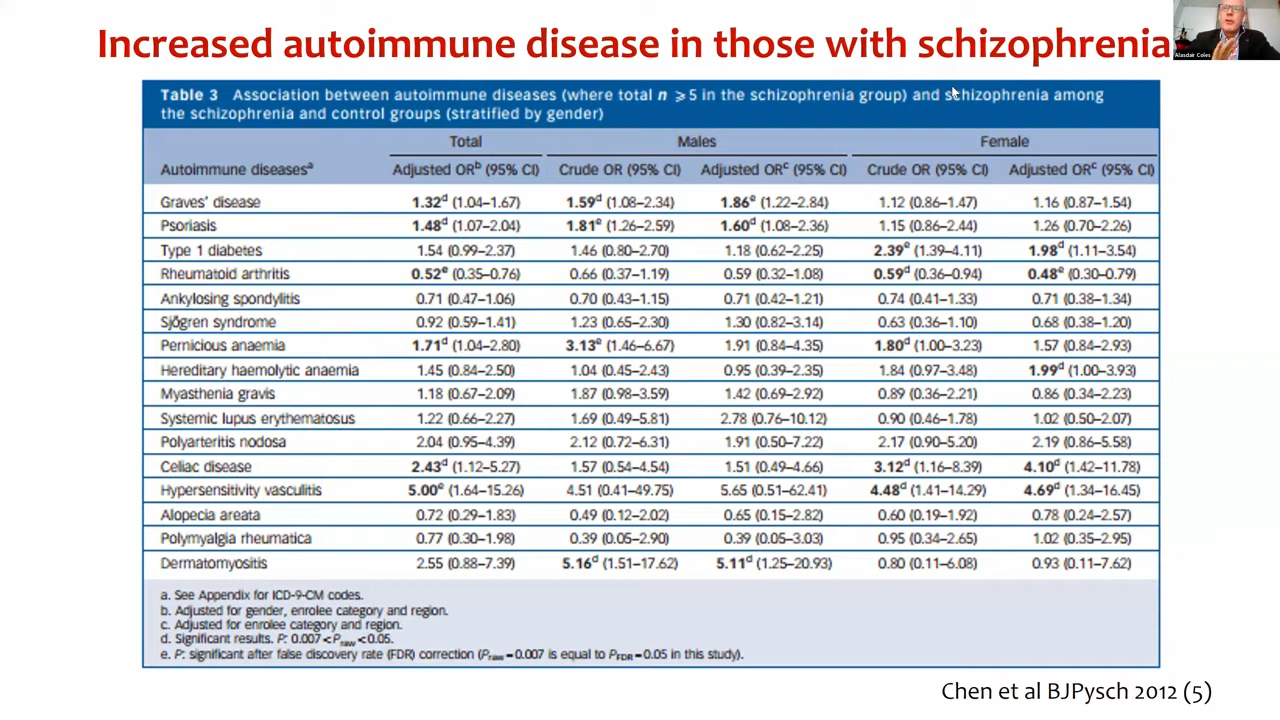 Increased autoimmune disease in those with schizophrenia
Alasdair Coles
Table 3 Association between autoimmune diseases (where total n ⩾5 in the schizophrenia group) and schizophrenia among
the schizophrenia and control groups (stratified by gender)
Total Males Female
Autoimmune diseasesᵃ Adjusted ORᵇ (95% CI) Crude OR (95% CI) Adjusted ORᶜ (95% CI) Crude OR (95% CI) Adjusted ORᶜ (95% CI)
Graves' disease 1.32ᵈ (1.04–1.67) 1.59ᵈ (1.08–2.34) 1.86ᵉ (1.22–2.84) 1.12 (0.86–1.47) 1.16 (0.87–1.54)
Psoriasis 1.48ᵈ (1.07–2.04) 1.81ᵉ (1.26–2.59) 1.60ᵈ (1.08–2.36) 1.15 (0.86–2.44) 1.26 (0.70–2.26)
Type 1 diabetes 1.54 (0.99–2.37) 1.46 (0.80–2.70) 1.18 (0.62–2.25) 2.39ᵉ (1.39–4.11) 1.98ᵈ (1.11–3.54)
Rheumatoid arthritis 0.52ᵉ (0.35–0.76) 0.66 (0.37–1.19) 0.59 (0.32–1.08) 0.59ᵈ (0.36–0.94) 0.48ᵉ (0.30–0.79)
Ankylosing spondylitis 0.71 (0.47–1.06) 0.70 (0.43–1.15) 0.71 (0.42–1.21) 0.74 (0.41–1.33) 0.71 (0.38–1.34)
Sjögren syndrome 0.92 (0.59–1.41) 1.23 (0.65–2.30) 1.30 (0.82–3.14) 0.63 (0.36–1.10) 0.68 (0.38–1.20)
Pernicious anaemia 1.71ᵈ (1.04–2.80) 3.13ᵉ (1.46–6.67) 1.91 (0.84–4.35) 1.80ᵈ (1.00–3.23) 1.57 (0.84–2.93)
Hereditary haemolytic anaemia 1.45 (0.84–2.50) 1.04 (0.45–2.43) 0.95 (0.39–2.35) 1.84 (0.97–3.48) 1.99ᵈ (1.00–3.93)
Myasthenia gravis 1.18 (0.67–2.09) 1.87 (0.98–3.59) 1.42 (0.69–2.92) 0.89 (0.36–2.21) 0.86 (0.34–2.23)
Systemic lupus erythematosus 1.22 (0.66–2.27) 1.69 (0.49–5.81) 2.78 (0.76–10.12) 0.90 (0.46–1.78) 1.02 (0.50–2.07)
Polyarteritis nodosa 2.04 (0.95–4.39) 2.12 (0.72–6.31) 1.91 (0.50–7.22) 2.17 (0.90–5.20) 2.19 (0.86–5.58)
Celiac disease 2.43ᵈ (1.12–5.27) 1.57 (0.54–4.54) 1.51 (0.49–4.66) 3.12ᵈ (1.16–8.39) 4.10ᵈ (1.42–11.78)
Hypersensitivity vasculitis 5.00ᵉ (1.64–15.26) 4.51 (0.41–49.75) 5.65 (0.51–62.41) 4.48ᵈ (1.41–14.29) 4.69ᵈ (1.34–16.45)
Alopecia areata 0.72 (0.29–1.83) 0.49 (0.12–2.02) 0.65 (0.15–2.82) 0.60 (0.19–1.92) 0.78 (0.24–2.57)
Polymyalgia rheumatica 0.77 (0.30–1.98) 0.39 (0.05–2.90) 0.39 (0.05–3.03) 0.95 (0.34–2.65) 1.02 (0.35–2.95)
Dermatomyositis 2.55 (0.88–7.39) 5.16ᵈ (1.51–17.62) 5.11ᵈ (1.25–20.93) 0.80 (0.11–6.08) 0.93 (0.11–7.62)
a. See Appendix for ICD-9-CM codes.
b. Adjusted for gender, enrolee category and region.
c. Adjusted for enrolee category and region.
d. Significant results. P: 0.007<Praw<0.05.
e. P: significant after false discovery rate (FDR) correction (Praw=0.007 is equal to PFDR=0.05 in this study).
Chen et al BJPysch 2012 (5)